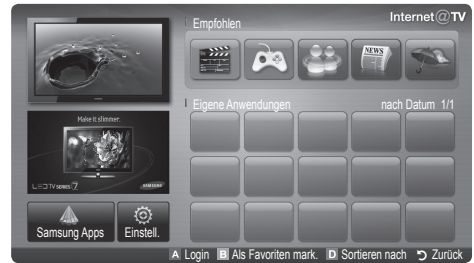 Internet@TV
Empfohlen
NEWS
Make it slimmer.
LED TV SERIES 7
SAMSUNG
Eigene Anwendungen
nach Datum 1/1
Samsung Apps
Einstell.
A Login B Als Favoriten mark. D Sortieren nach Zurück